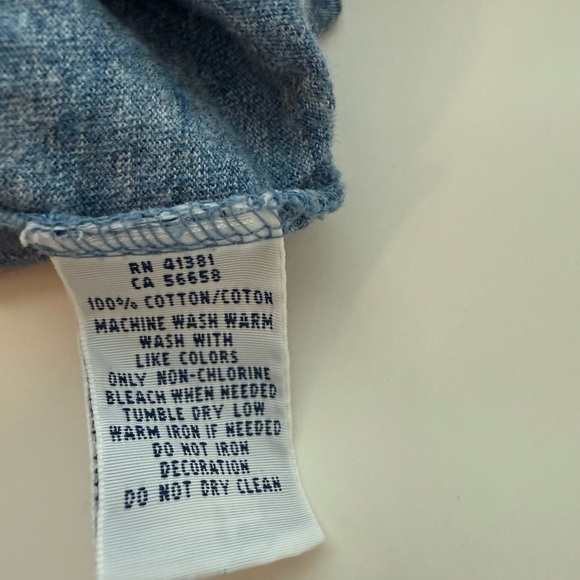 RN 41381
CA 56658
100% COTTON/COTON
MACHINE WASH WARM
WASH WITH
LIKE COLORS
ONLY NON-CHLORINE
BLEACH WHEN NEEDED
TUMBLE DRY LOW
WARM IRON IF NEEDED
DO NOT IRON
DECORATION
DO NOT DRY CLEAN